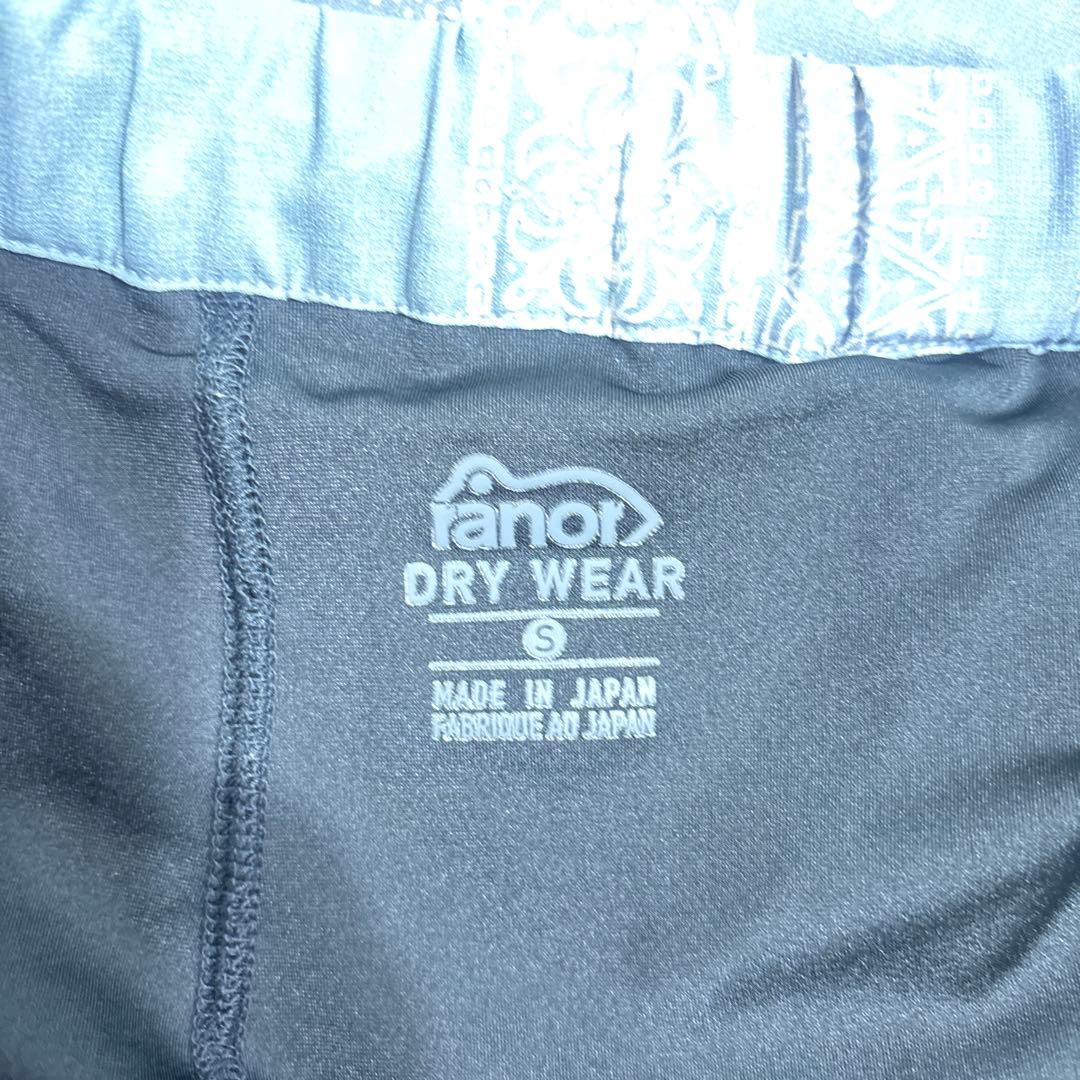 ranor
DRY WEAR
S
MADE IN JAPAN
FABRIQUE AU JAPAN